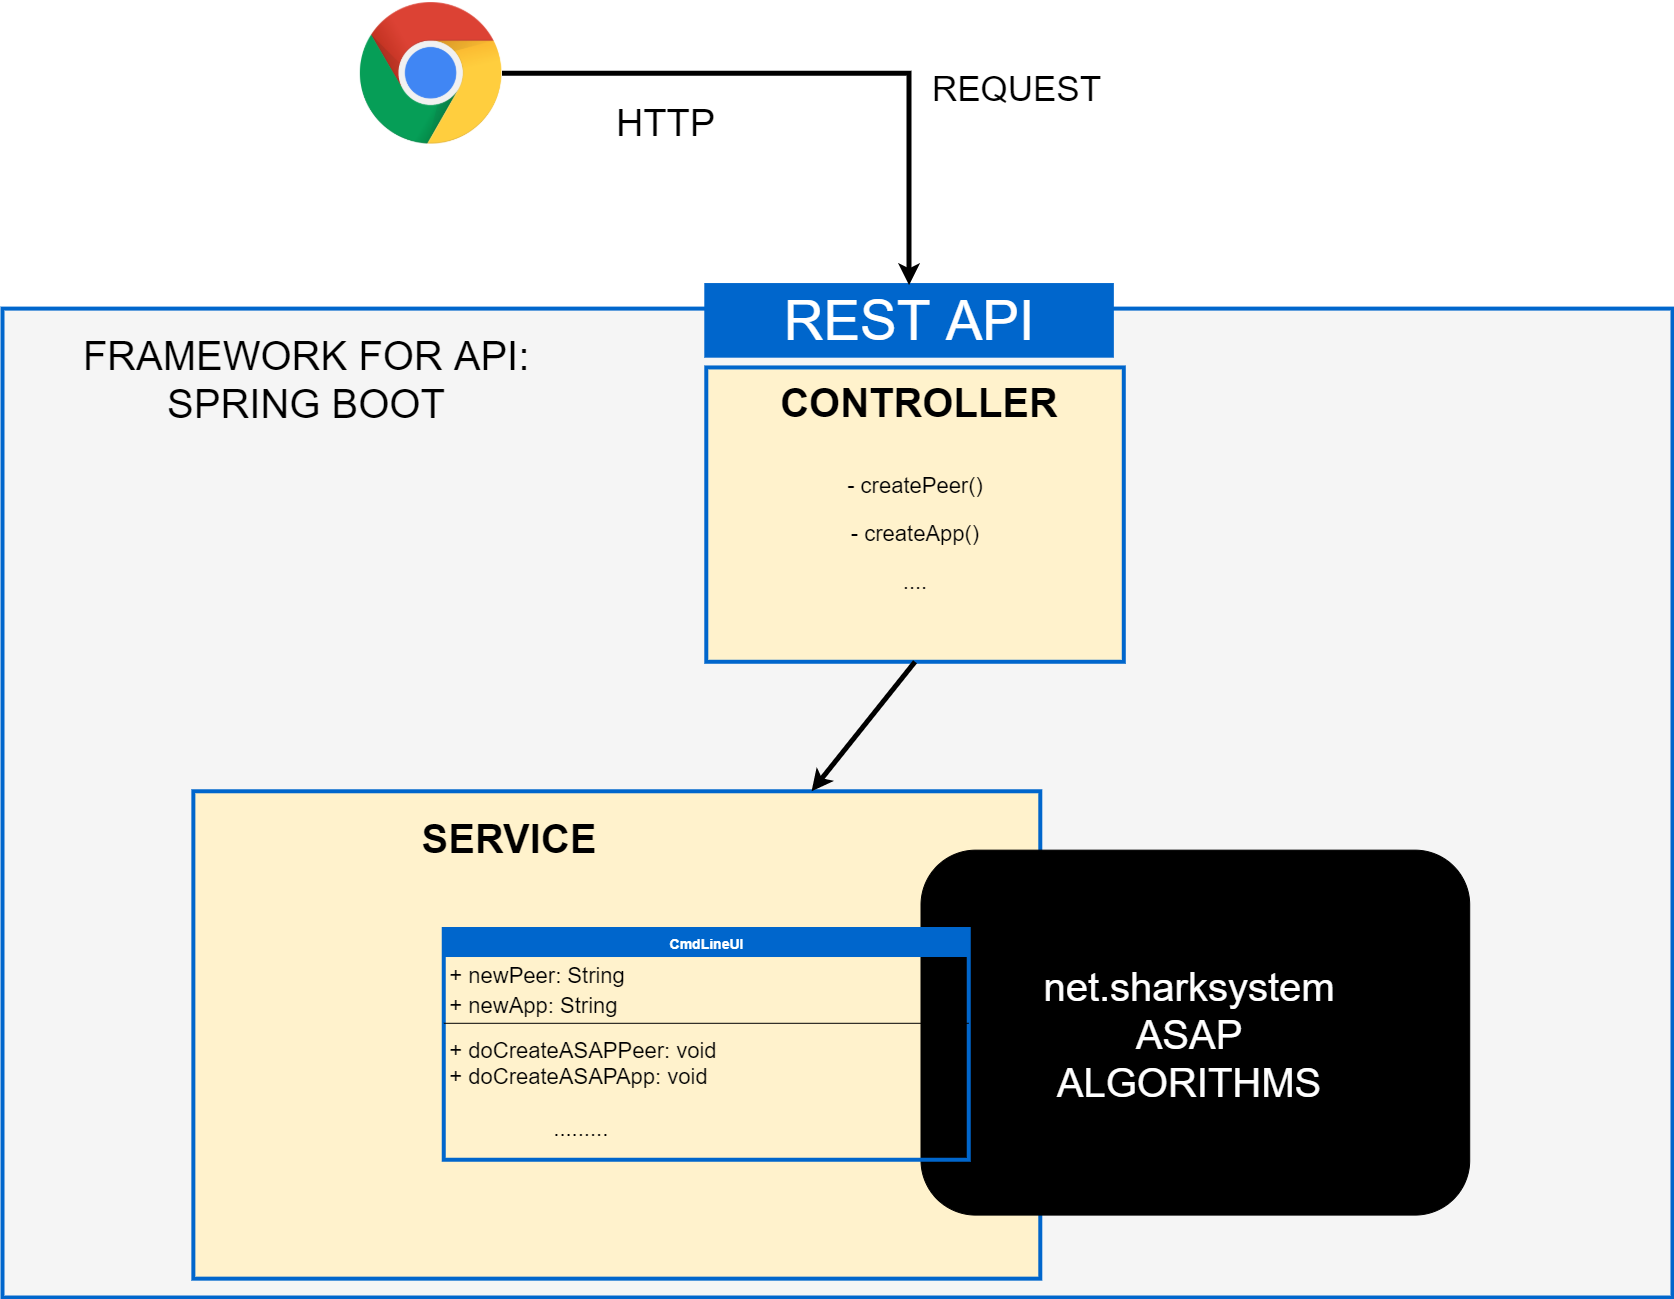 HTTP
REQUEST
REST API
FRAMEWORK FOR API:
SPRING BOOT
CONTROLLER
- createPeer()
- createApp()
....
SERVICE
CmdLineUI
+ newPeer: String
+ newApp: String
+ doCreateASAPPeer: void
+ doCreateASAPApp: void
.........
net.sharksystem
ASAP
ALGORITHMS